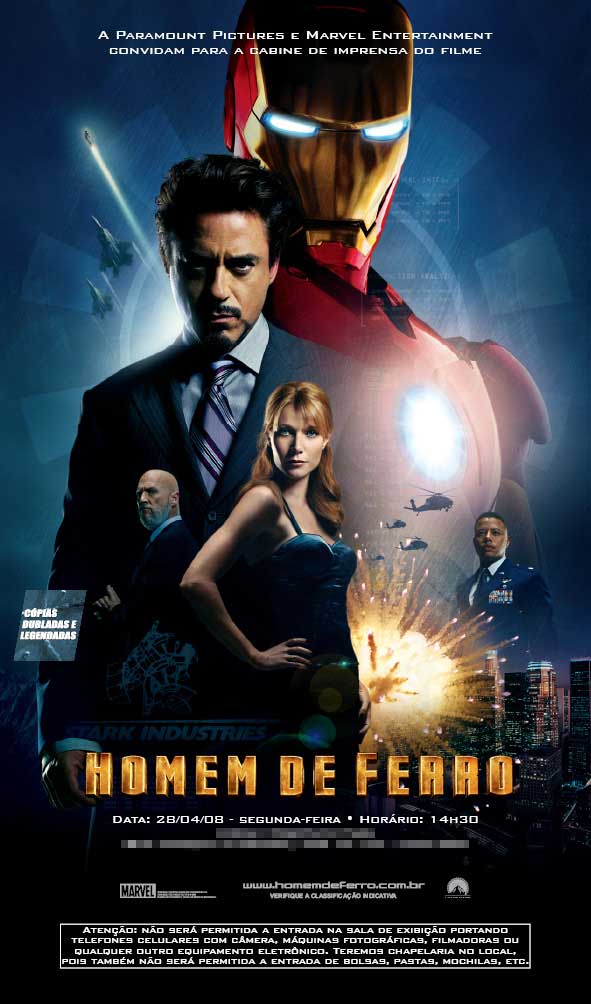 A Paramount Pictures e Marvel Entertainment
convidam para a cabine de imprensa do filme
•CÓPIAS
DUBLADAS E
LEGENDADAS
STARK INDUSTRIES
HOMEM DE FERRO
Data: 28/04/08 - segunda-feira • Horário: 14h30
MARVEL
www.homemdeferro.com.br
VERIFIQUE A CLASSIFICAÇÃO INDICATIVA
Atenção: não será permitida a entrada na sala de exibição portando
telefones celulares com câmera, máquinas fotográficas, filmadoras ou
qualquer outro equipamento eletrônico. Teremos chapelaria no local,
pois também não será permitida a entrada de bolsas, pastas, mochilas, etc.